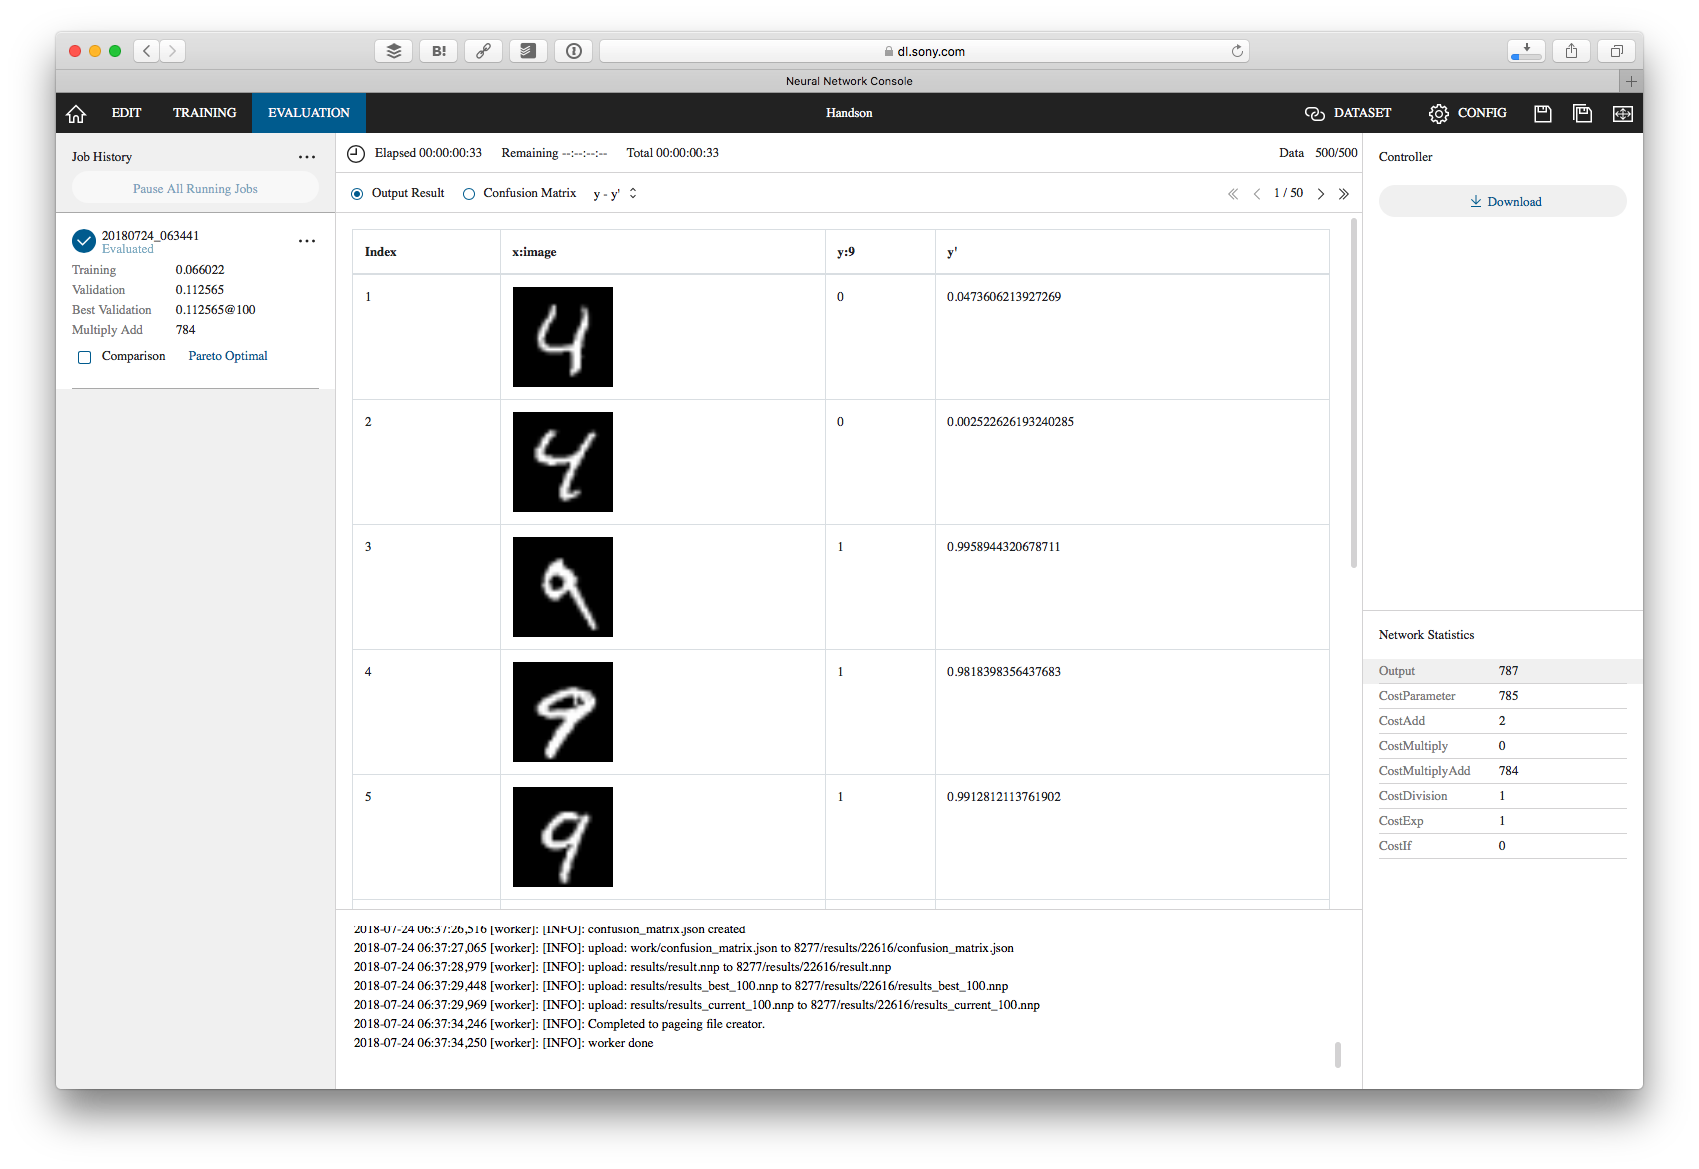 B!
dl.sony.com
Neural Network Console
EDIT TRAINING EVALUATION Handson DATASET CONFIG
Job History
Pause All Running Jobs
20180724_063441
Evaluated
Training 0.066022
Validation 0.112565
Best Validation 0.112565@100
Multiply Add 784
Comparison Pareto Optimal
Elapsed 00:00:00:33 Remaining --:--:--:-- Total 00:00:00:33 Data 500/500
Output Result Confusion Matrix y - y' 1 / 50
Index x:image y:9 y'
1 4 0 0.0473606213927269
2 4 0 0.002522626193240285
3 9 1 0.9958944320678711
4 9 1 0.9818398356437683
5 9 1 0.9912812113761902
2018-07-24 06:37:26,516 [worker]: [INFO]: confusion_matrix.json created
2018-07-24 06:37:27,065 [worker]: [INFO]: upload: work/confusion_matrix.json to 8277/results/22616/confusion_matrix.json
2018-07-24 06:37:28,979 [worker]: [INFO]: upload: results/result.nnp to 8277/results/22616/result.nnp
2018-07-24 06:37:29,448 [worker]: [INFO]: upload: results/results_best_100.nnp to 8277/results/22616/results_best_100.nnp
2018-07-24 06:37:29,969 [worker]: [INFO]: upload: results/results_current_100.nnp to 8277/results/22616/results_current_100.nnp
2018-07-24 06:37:34,246 [worker]: [INFO]: Completed to pageing file creator.
2018-07-24 06:37:34,250 [worker]: [INFO]: worker done
Controller
Download
Network Statistics
Output 787
CostParameter 785
CostAdd 2
CostMultiply 0
CostMultiplyAdd 784
CostDivision 1
CostExp 1
CostIf 0